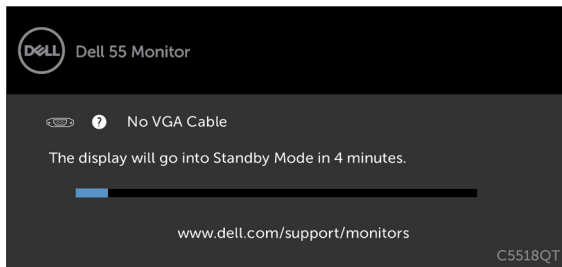 DELL
Dell 55 Monitor
? No VGA Cable
The display will go into Standby Mode in 4 minutes.
www.dell.com/support/monitors
C5518QT